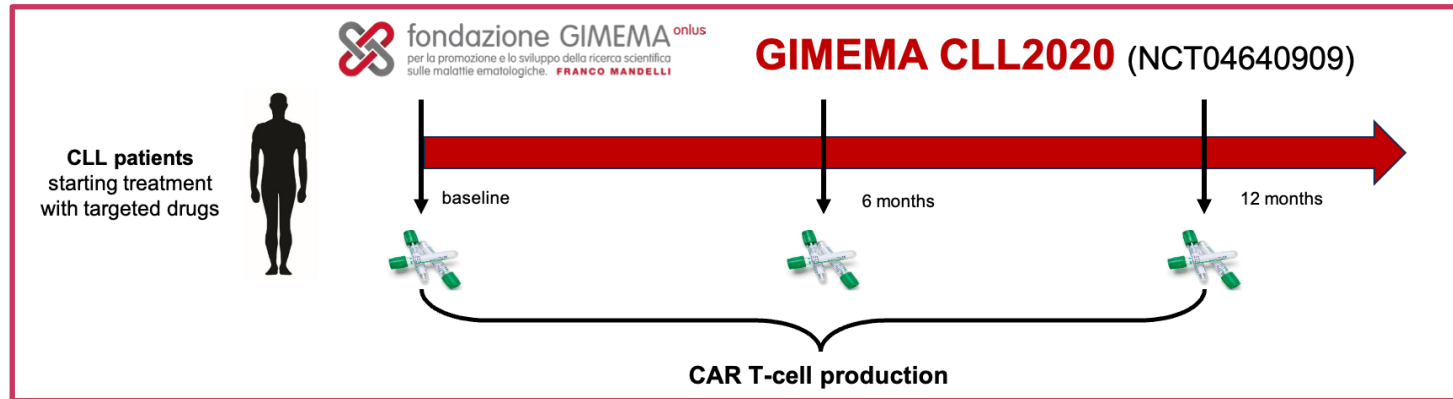 fondazione GIMEMA onlus
per la promozione e lo sviluppo della ricerca scientifica
sulle malattie ematologiche. FRANCO MANDELLI
GIMEMA CLL2020 (NCT04640909)
CLL patients
starting treatment
with targeted drugs
baseline
6 months
12 months
CAR T-cell production